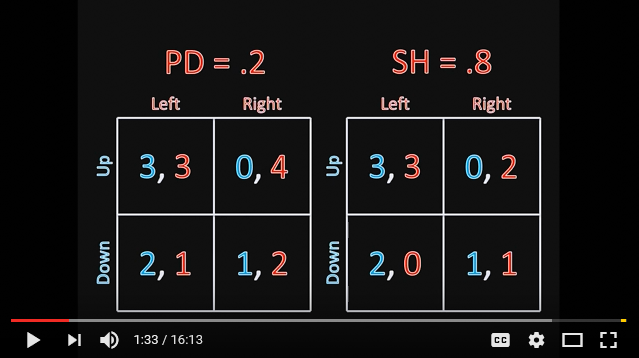 PD = .2 SH = .8
Left Right Left Right
Up 3, 3 0, 4 Up 3, 3 0, 2
Down 2, 1 1, 2 Down 2, 0 1, 1
1:33 / 16:13 CC